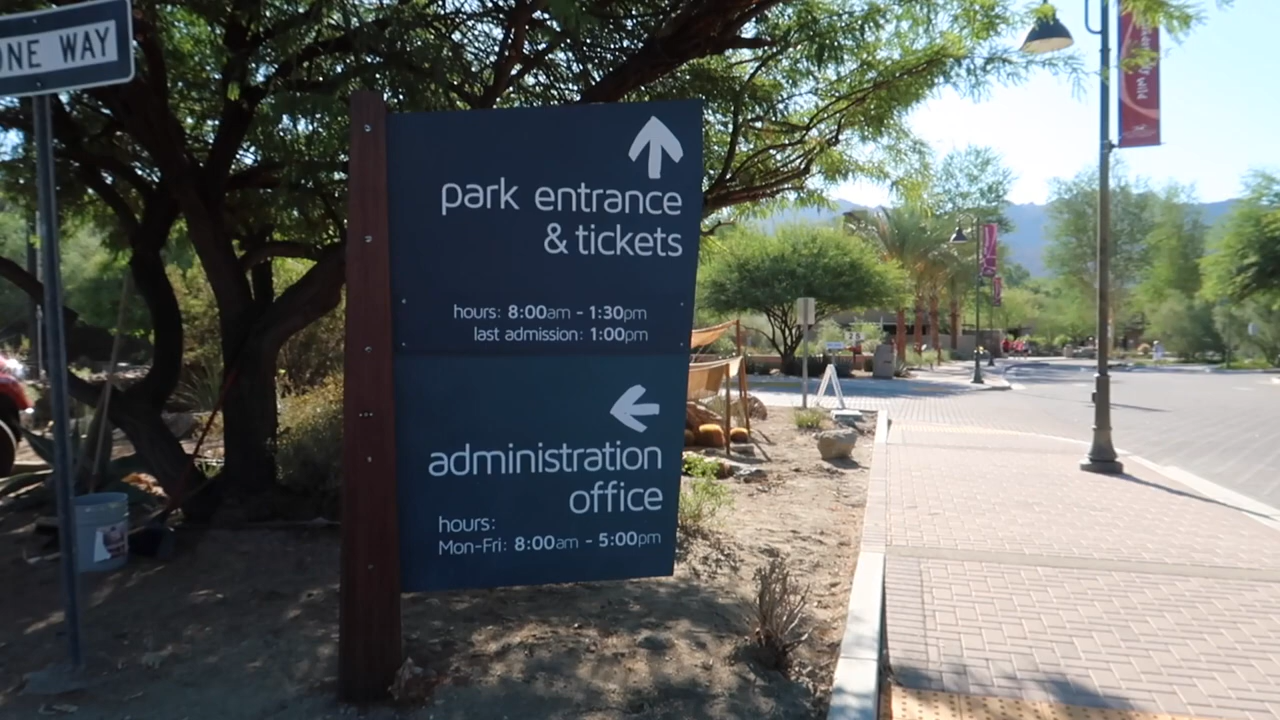 ONE WAY
park entrance
& tickets
hours: 8:00am - 1:30pm
last admission: 1:00pm
administration
office
hours:
Mon-Fri: 8:00am - 5:00pm